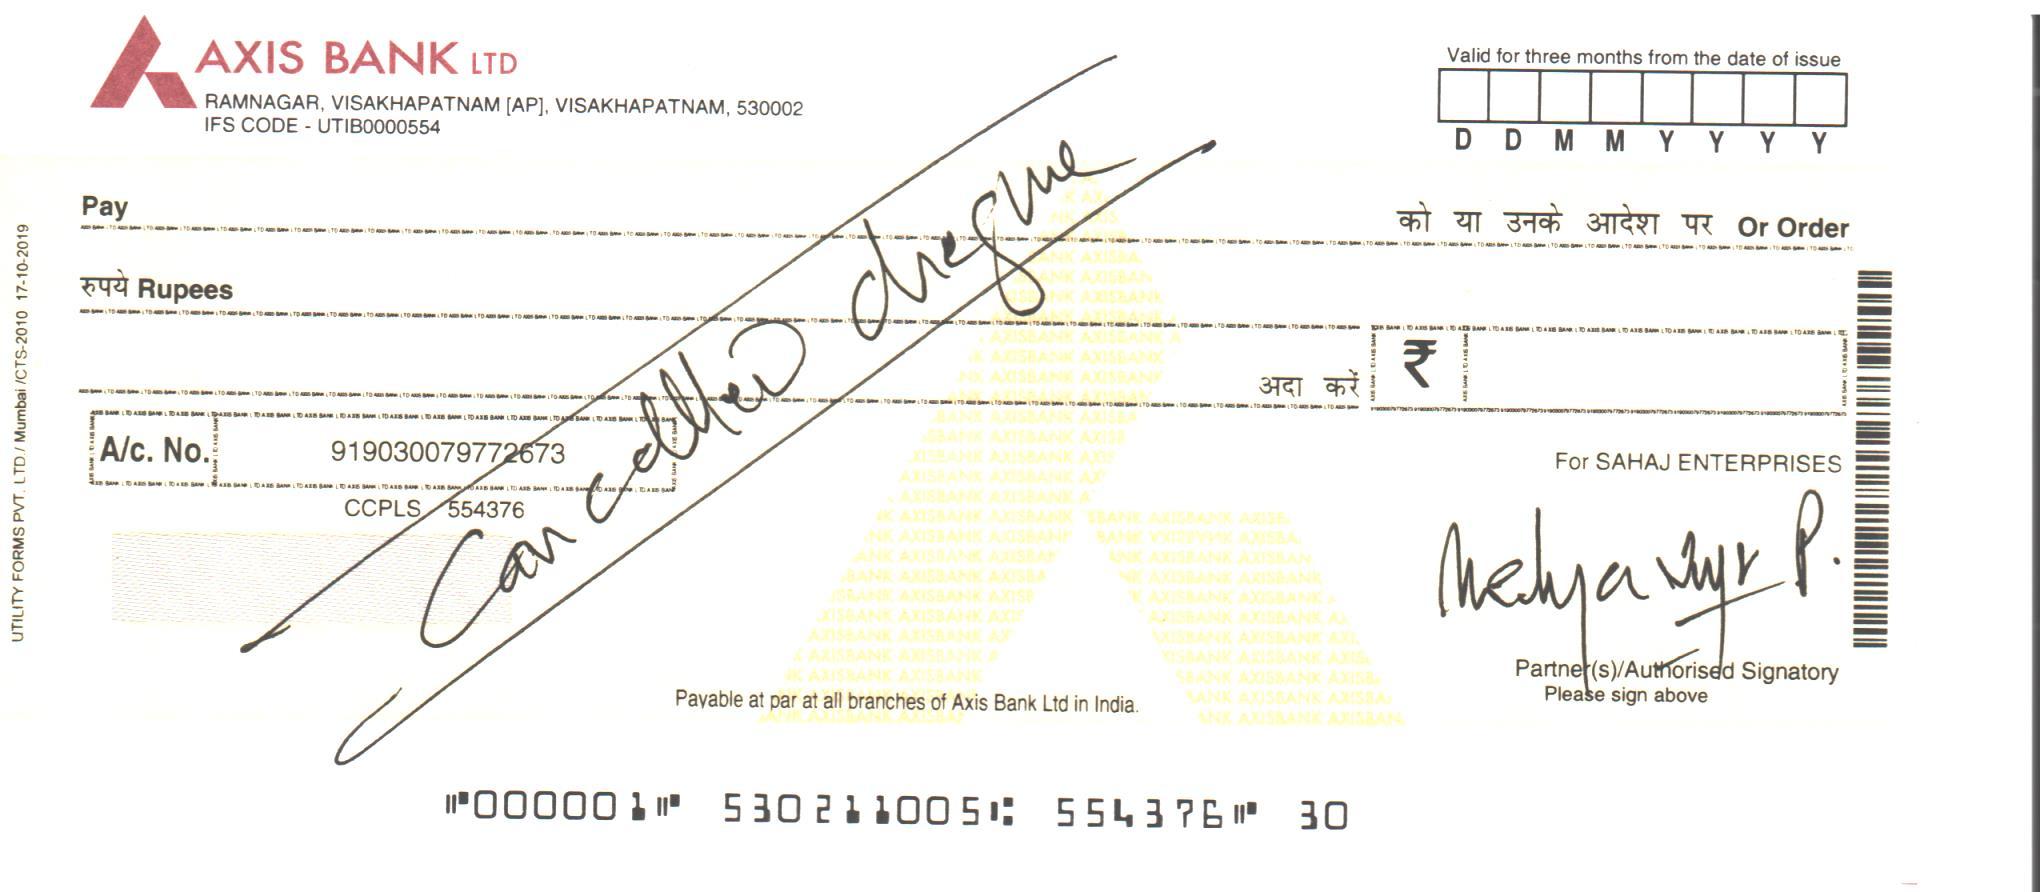 AXIS BANK LTD
RAMNAGAR, VISAKHAPATNAM [AP], VISAKHAPATNAM, 530002
IFS CODE - UTIB0000554
Valid for three months from the date of issue
D D M M Y Y Y Y
Pay
को या उनके आदेश पर Or Order
रुपये Rupees
अदा करें ₹
A/c. No. 919030079772673
CCPLS 554376
Cancelled cheque
For SAHAJ ENTERPRISES
Partner(s)/Authorised Signatory
Please sign above
Payable at par at all branches of Axis Bank Ltd in India.
⑈000001⑈ 530211005⑆ 554376⑈ 30
UTILITY FORMS PVT. LTD./ Mumbai /CTS-2010 17-10-2019